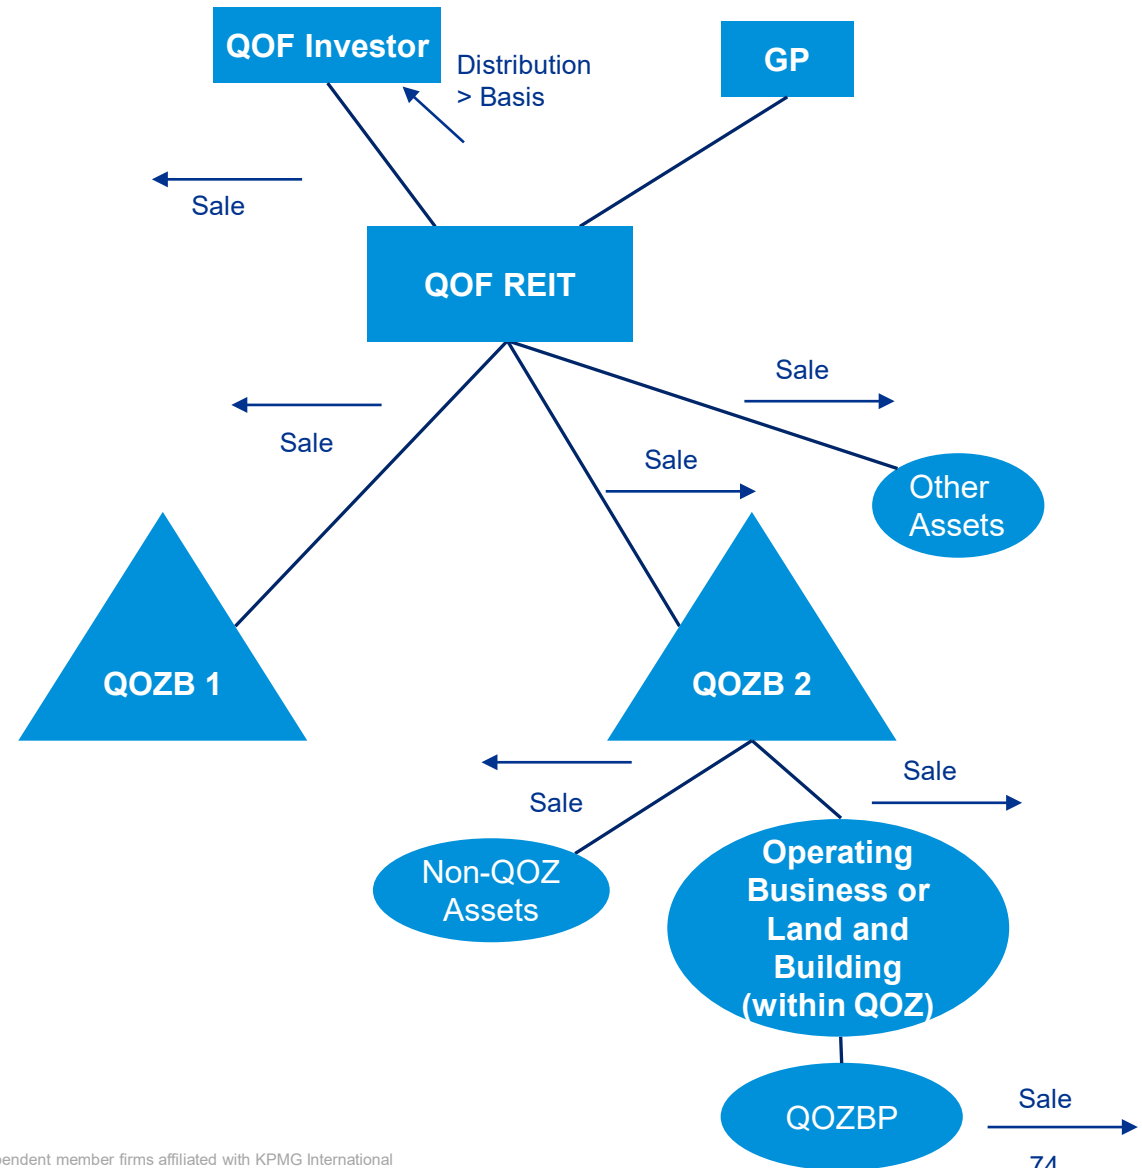 QOF Investor
GP
Distribution
> Basis
Sale
QOF REIT
Sale
Sale
Sale
Other
Assets
QOZB 1
QOZB 2
Sale
Sale
Non-QOZ
Assets
Operating
Business or
Land and
Building
(within QOZ)
QOZBP
Sale
member firms affiliated with KPMG International
74